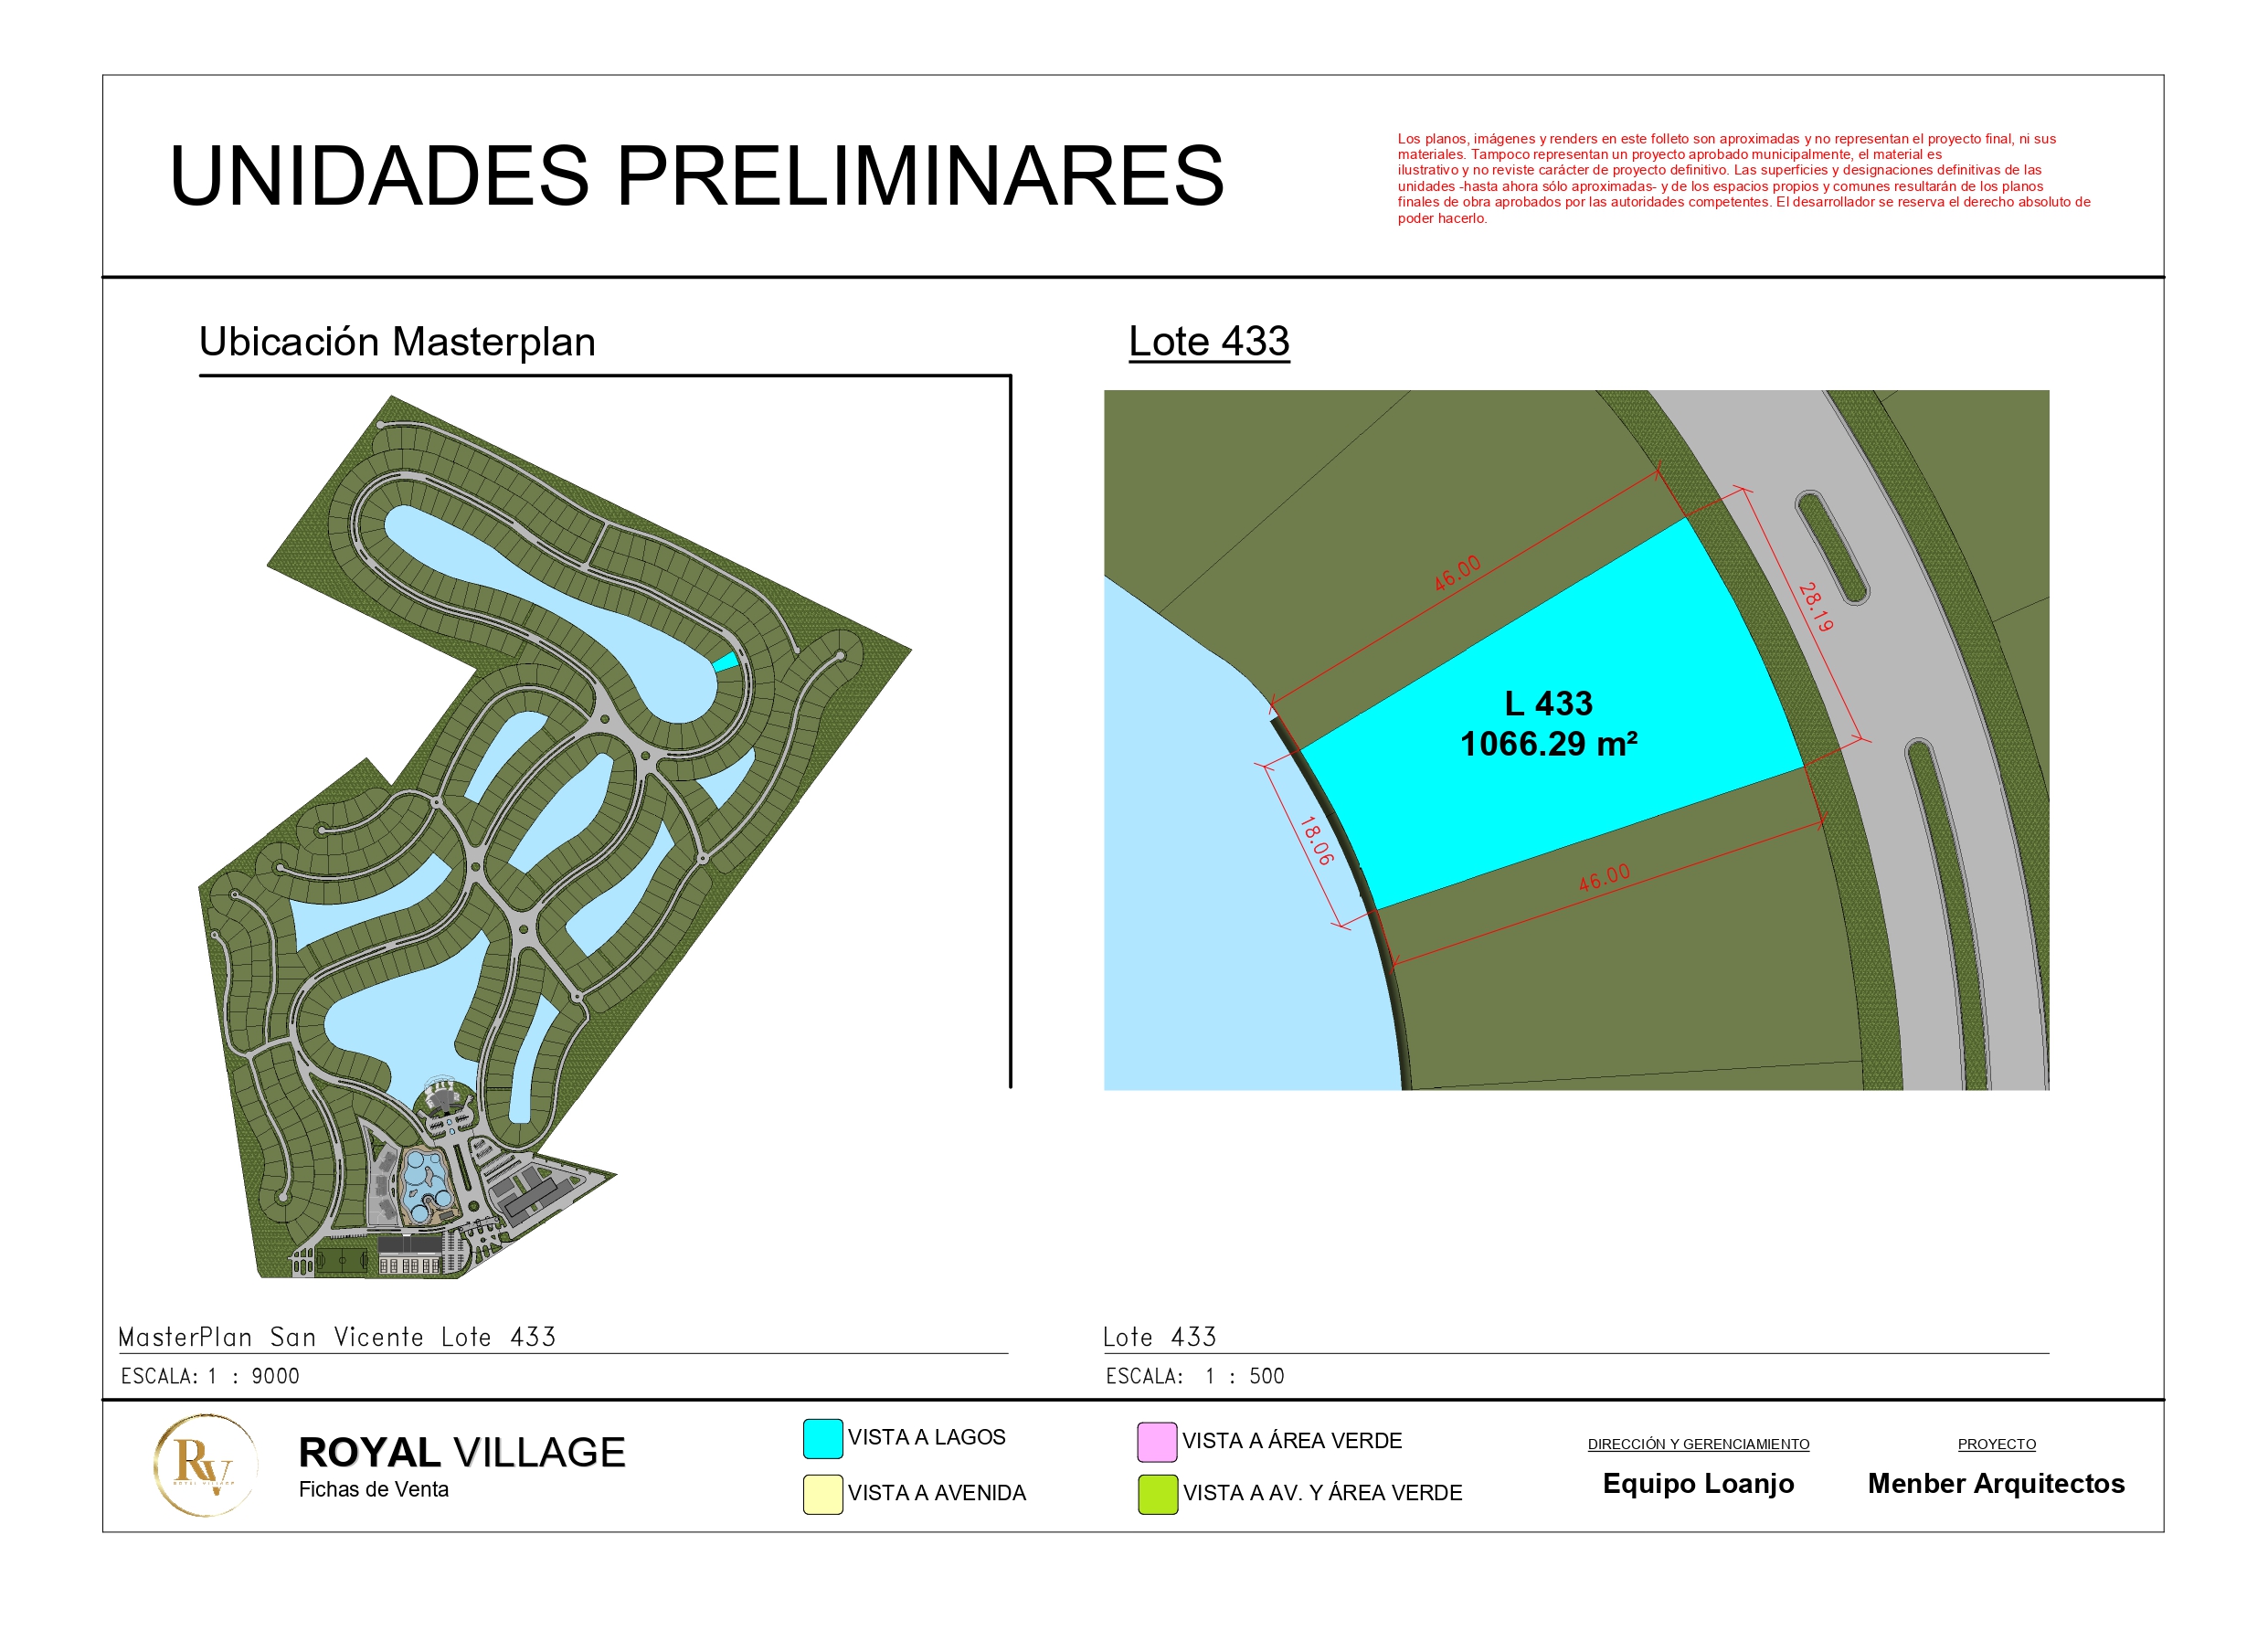 UNIDADES PRELIMINARES
Los planos, imágenes y renders en este folleto son aproximadas y no representan el proyecto final, ni sus
materiales. Tampoco representan un proyecto aprobado municipalmente, el material es
ilustrativo y no reviste carácter de proyecto definitivo. Las superficies y designaciones definitivas de las
unidades -hasta ahora sólo aproximadas- y de los espacios propios y comunes resultarán de los planos
finales de obra aprobados por las autoridades competentes. El desarrollador se reserva el derecho absoluto de
poder hacerlo.
Ubicación Masterplan
Lote 433
46.00
28.19
L 433
1066.29 m²
18.06
46.00
MasterPlan San Vicente Lote 433
ESCALA: 1 : 9000
Lote 433
ESCALA: 1 : 500
RV
ROYAL VILLAGE
ROYAL VILLAGE
Fichas de Venta
VISTA A LAGOS
VISTA A AVENIDA
VISTA A ÁREA VERDE
VISTA A AV. Y ÁREA VERDE
DIRECCIÓN Y GERENCIAMIENTO
Equipo Loanjo
PROYECTO
Menber Arquitectos